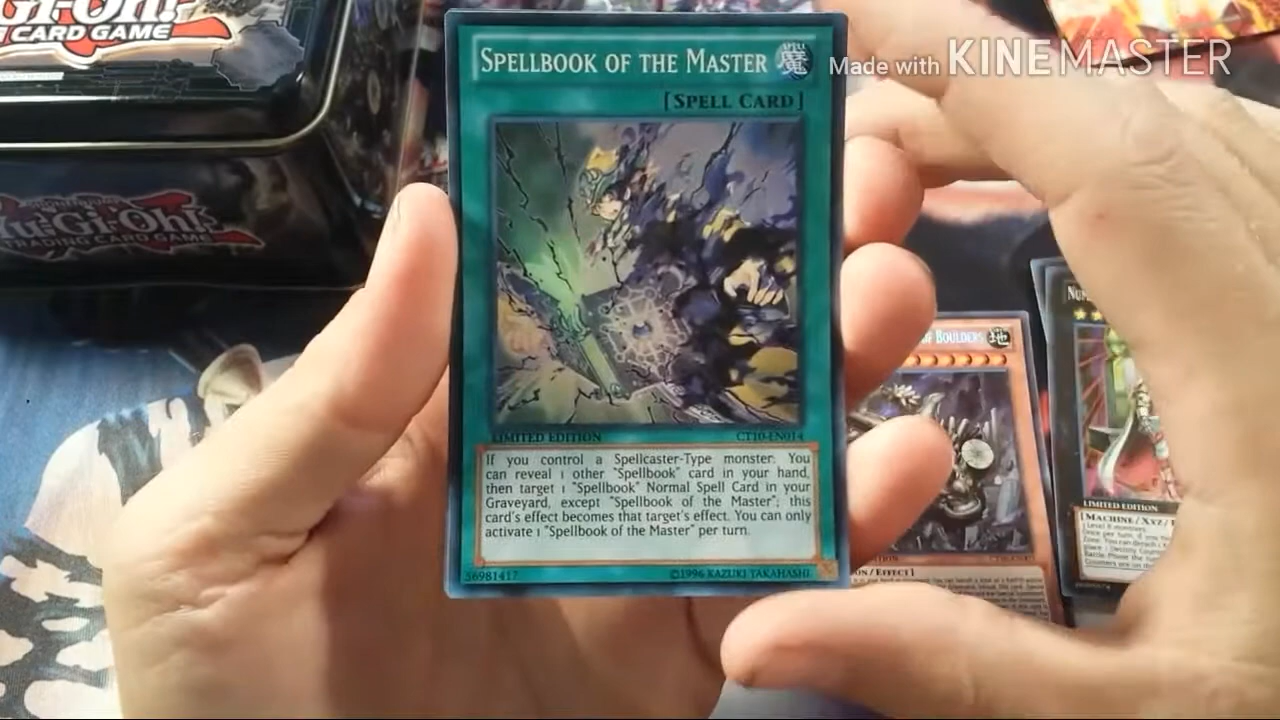 Yu-Gi-Oh!
CARD GAME
Yu-Gi-Oh!
TRADING CARD GAME
Made with KINEMASTER
SPELLBOOK OF THE MASTER
SPELL
魔
[SPELL CARD]
LIMITED EDITION
CT10-EN014
If you control a Spellcaster-Type monster: You
can reveal 1 other "Spellbook" card in your hand,
then target 1 "Spellbook" Normal Spell Card in your
Graveyard, except "Spellbook of the Master"; this
card's effect becomes that target's effect. You can only
activate 1 "Spellbook of the Master" per turn.
56981417
©1996 KAZUKI TAKAHASHI
OF BOULDERS
地
LIMITED EDITION
[MACHINE/XYZ/